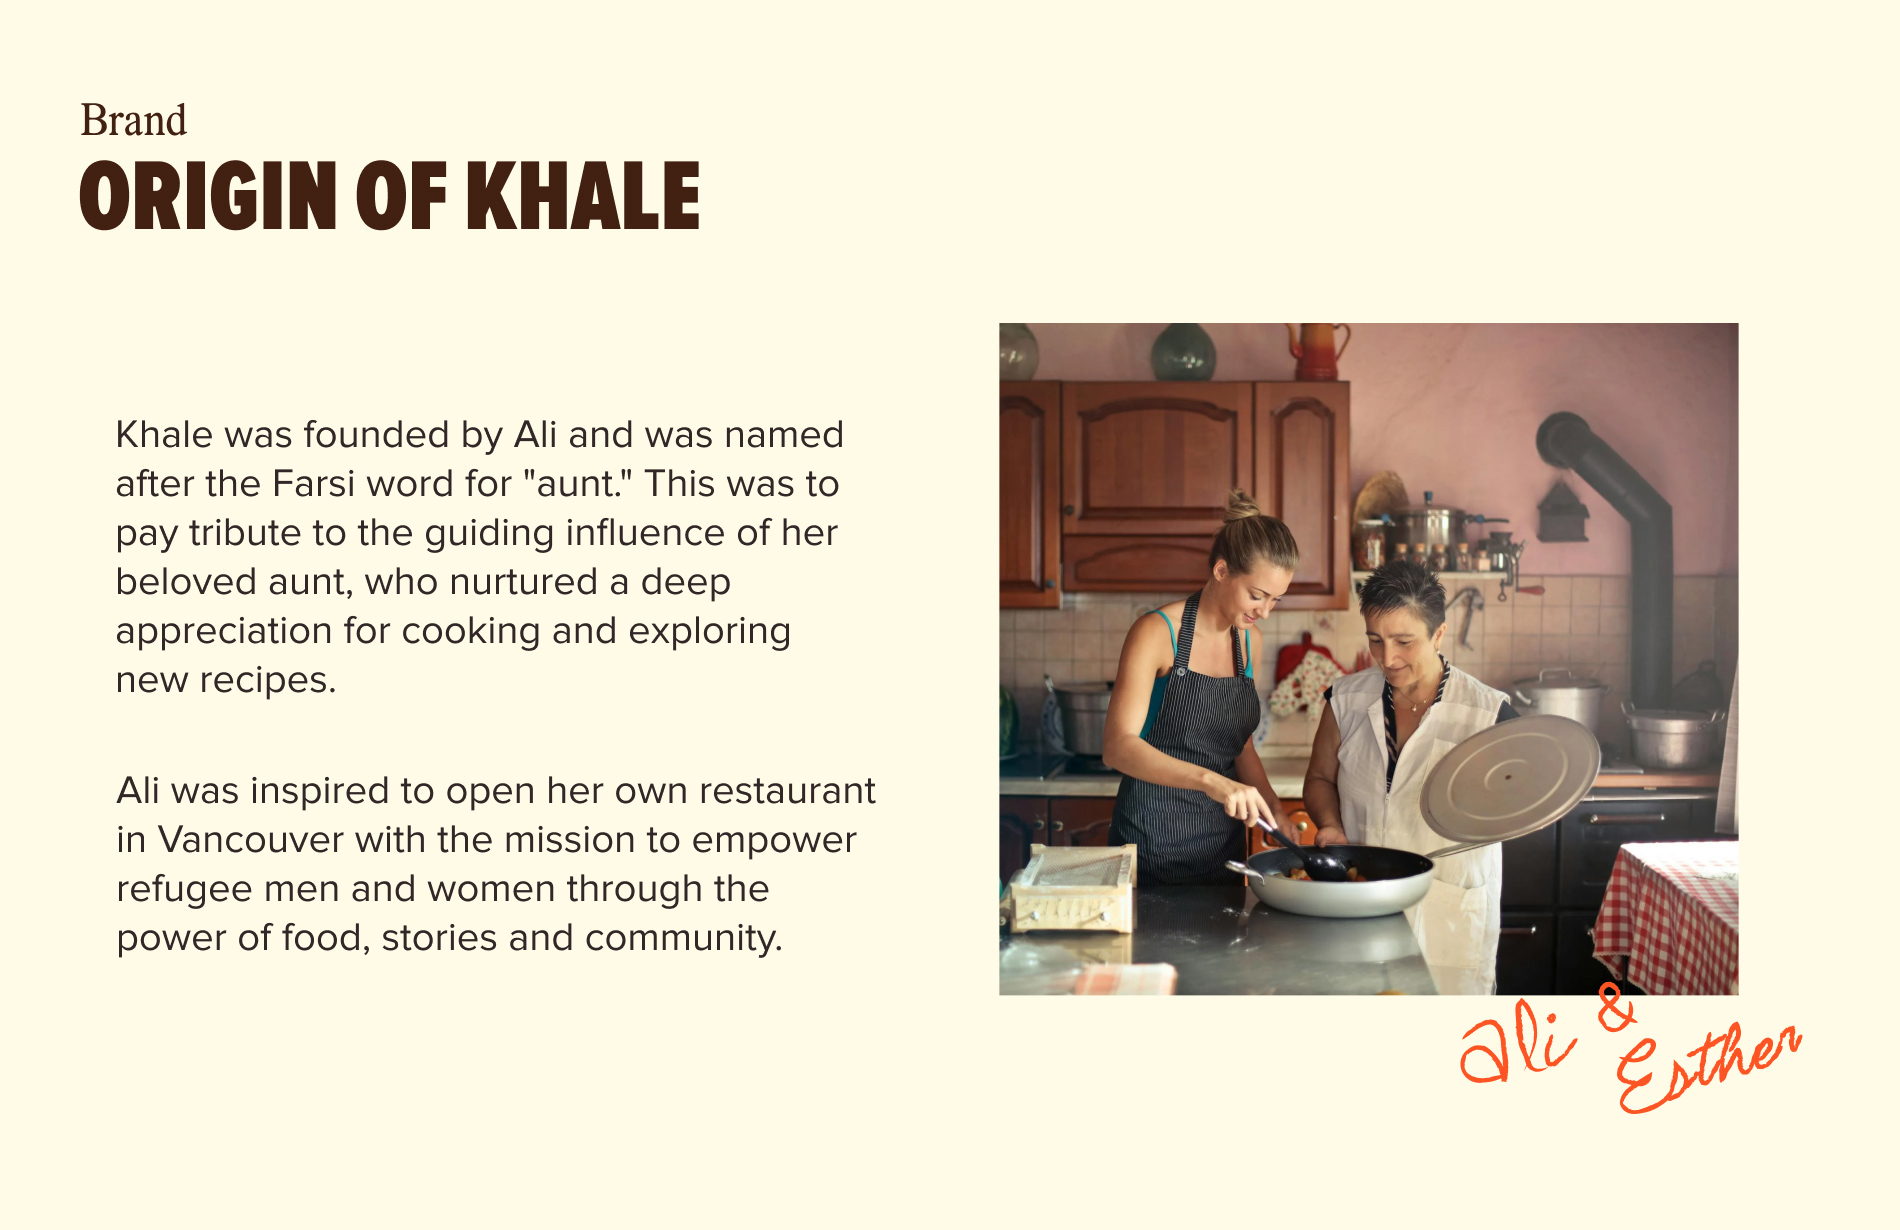 Brand
ORIGIN OF KHALE
Khale was founded by Ali and was named
after the Farsi word for "aunt." This was to
pay tribute to the guiding influence of her
beloved aunt, who nurtured a deep
appreciation for cooking and exploring
new recipes.
Ali was inspired to open her own restaurant
in Vancouver with the mission to empower
refugee men and women through the
power of food, stories and community.
Ali &
Esther